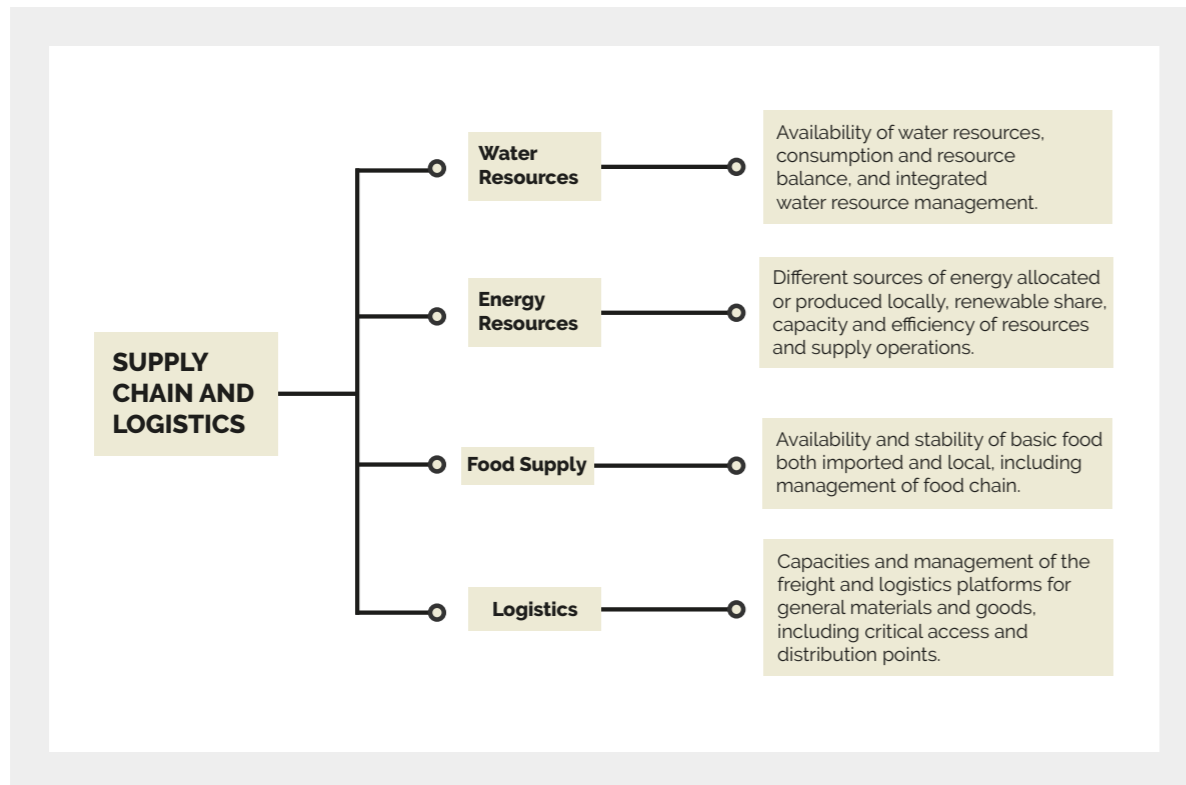 Water
Resources
Availability of water resources,
consumption and resource
balance, and integrated
water resource management.
Energy
Resources
Different sources of energy allocated
or produced locally, renewable share,
capacity and efficiency of resources
and supply operations.
SUPPLY
CHAIN AND
LOGISTICS
Food Supply
Availability and stability of basic food
both imported and local, including
management of food chain.
Logistics
Capacities and management of the
freight and logistics platforms for
general materials and goods,
including critical access and
distribution points.